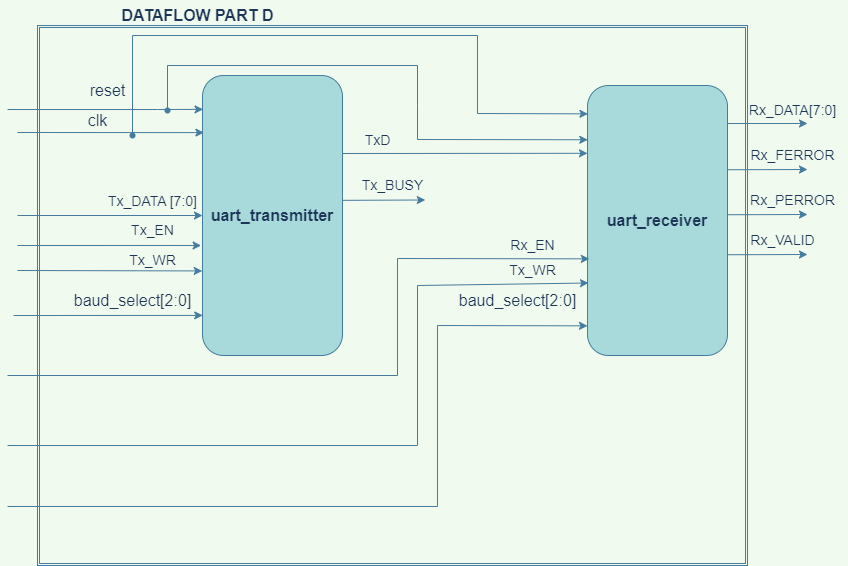 DATAFLOW PART D
reset
clk
Tx_DATA [7:0]
Tx_EN
Tx_WR
baud_select[2:0]
uart_transmitter
TxD
Tx_BUSY
Rx_EN
Tx_WR
baud_select[2:0]
uart_receiver
Rx_DATA[7:0]
Rx_FERROR
Rx_PERROR
Rx_VALID